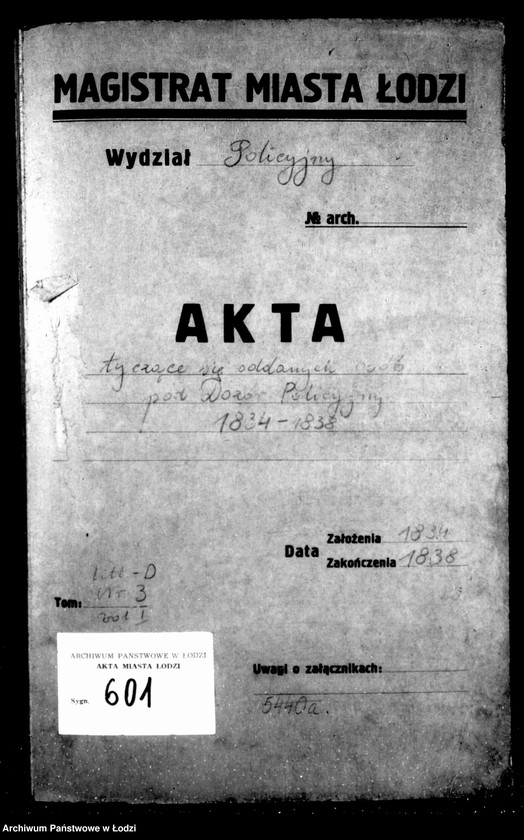 MAGISTRAT MIASTA ŁODZI
Wydział Policyjny
№ arch.
AKTA
tyczące się oddanych osób
pod Dozór Policyjny
1834-1838
Data
Założenia 1834
Zakończenia 1838
Litt-D
Nr 3
Tom: vol I
ARCHIWUM PAŃSTWOWE W ŁODZI
AKTA MIASTA ŁODZI
Sygn. 601
Uwagi o załącznikach:
5440a.
Archiwum Państwowe w Łodzi